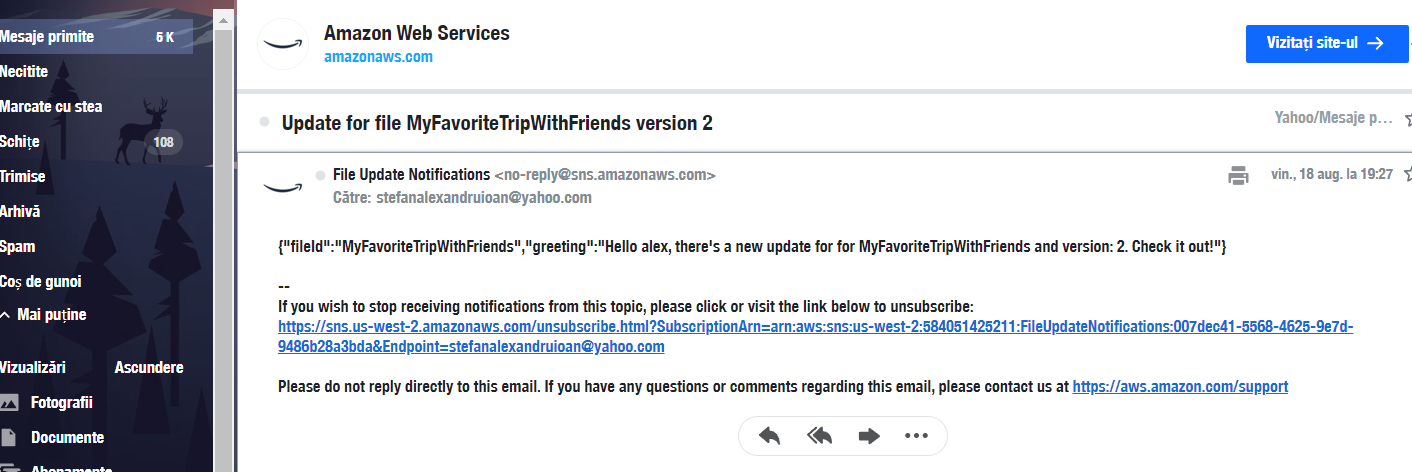 Mesaje primite 5 K
Necitite
Marcate cu stea
Schițe 108
Trimise
Arhivă
Spam
Coș de gunoi
Mai puține
Vizualizări Ascundere
Fotografii
Documente
Abonamente
Amazon Web Services
amazonaws.com
Vizitați site-ul
Update for file MyFavoriteTripWithFriends version 2
Yahoo/Mesaje p...
File Update Notifications <no-reply@sns.amazonaws.com>
vin., 18 aug. la 19:27
Către: stefanalexandruioan@yahoo.com
{"fileId":"MyFavoriteTripWithFriends","greeting":"Hello alex, there's a new update for for MyFavoriteTripWithFriends and version: 2. Check it out!"}
--
If you wish to stop receiving notifications from this topic, please click or visit the link below to unsubscribe:
https://sns.us-west-2.amazonaws.com/unsubscribe.html?SubscriptionArn=arn:aws:sns:us-west-2:584051425211:FileUpdateNotifications:007dec41-5568-4625-9e7d-
9486b28a3bda&Endpoint=stefanalexandruioan@yahoo.com
Please do not reply directly to this email. If you have any questions or comments regarding this email, please contact us at https://aws.amazon.com/support